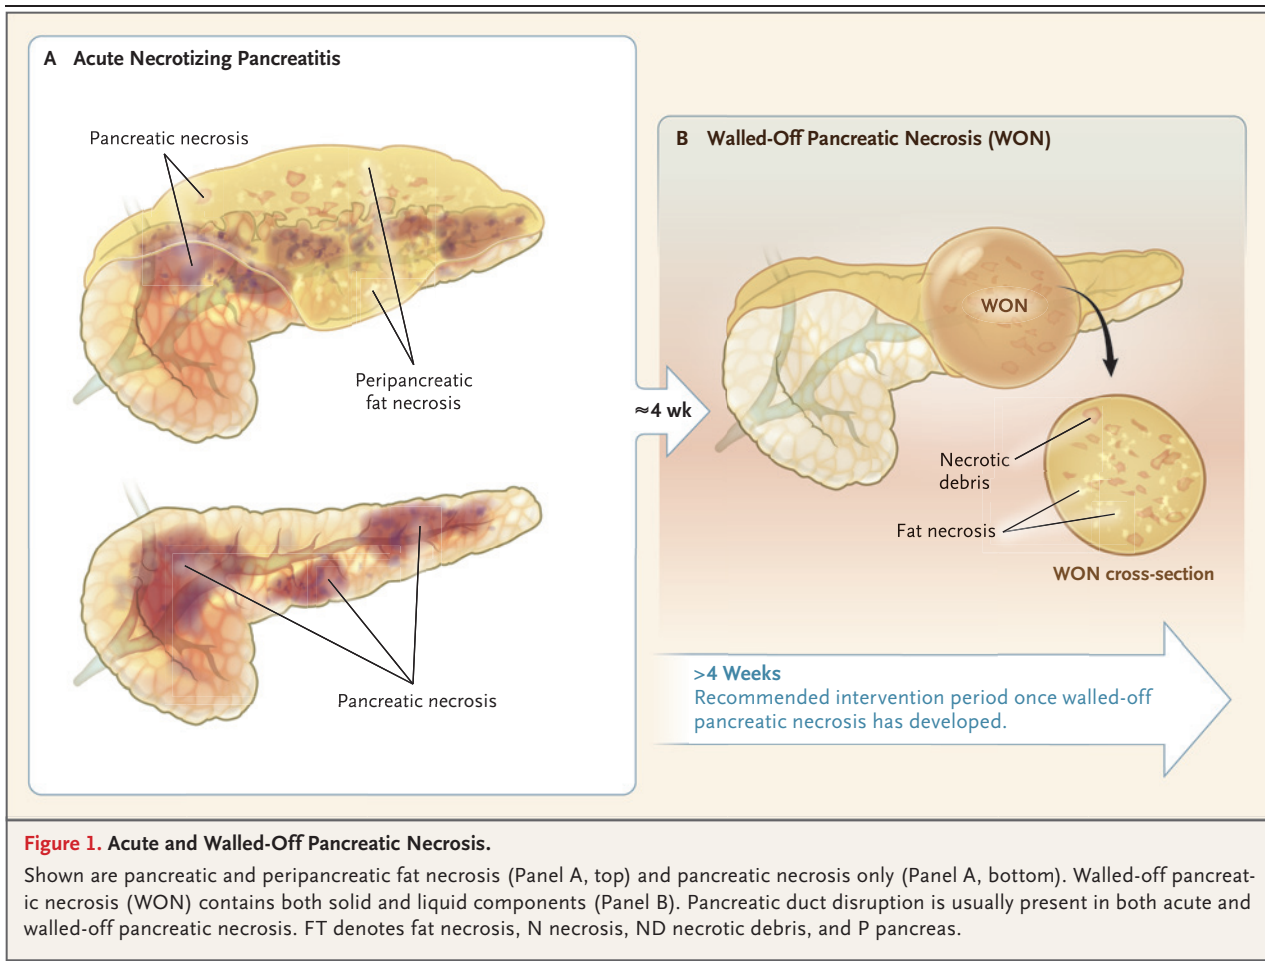 A Acute Necrotizing Pancreatitis
Pancreatic necrosis
Peripancreatic
fat necrosis
Pancreatic necrosis
≈4 wk
B Walled-Off Pancreatic Necrosis (WON)
WON
Necrotic
debris
Fat necrosis
WON cross-section
>4 Weeks
Recommended intervention period once walled-off
pancreatic necrosis has developed.
Figure 1. Acute and Walled-Off Pancreatic Necrosis.
Shown are pancreatic and peripancreatic fat necrosis (Panel A, top) and pancreatic necrosis only (Panel A, bottom). Walled-off pancreat-
ic necrosis (WON) contains both solid and liquid components (Panel B). Pancreatic duct disruption is usually present in both acute and
walled-off pancreatic necrosis. FT denotes fat necrosis, N necrosis, ND necrotic debris, and P pancreas.